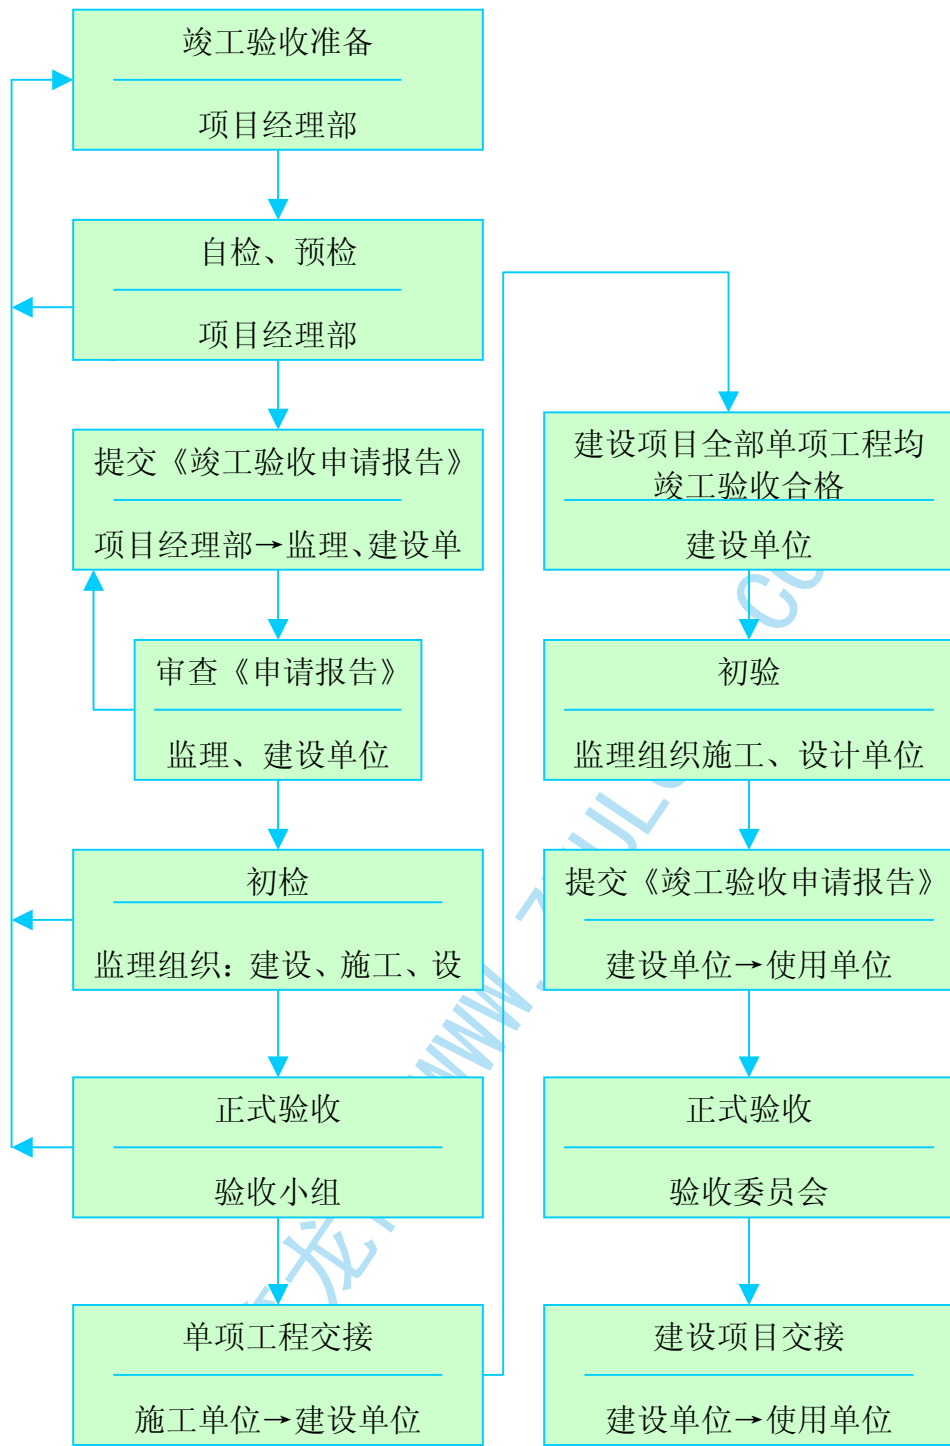 竣工验收准备
项目经理部
自检、预检
项目经理部
提交《竣工验收申请报告》
项目经理部→监理、建设单
审查《申请报告》
监理、建设单位
初检
监理组织：建设、施工、设
正式验收
验收小组
单项工程交接
施工单位→建设单位
建设项目全部单项工程均
竣工验收合格
建设单位
初验
监理组织施工、设计单位
提交《竣工验收申请报告》
建设单位→使用单位
正式验收
验收委员会
建设项目交接
建设单位→使用单位